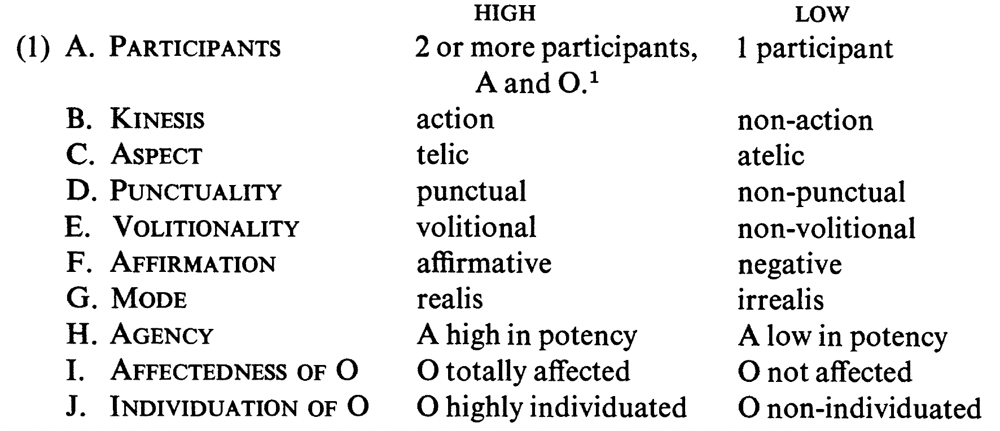 HIGH LOW
(1) A. PARTICIPANTS 2 or more participants, 1 participant
A and O.¹
B. KINESIS action non-action
C. ASPECT telic atelic
D. PUNCTUALITY punctual non-punctual
E. VOLITIONALITY volitional non-volitional
F. AFFIRMATION affirmative negative
G. MODE realis irrealis
H. AGENCY A high in potency A low in potency
I. AFFECTEDNESS OF O O totally affected O not affected
J. INDIVIDUATION OF O O highly individuated O non-individuated